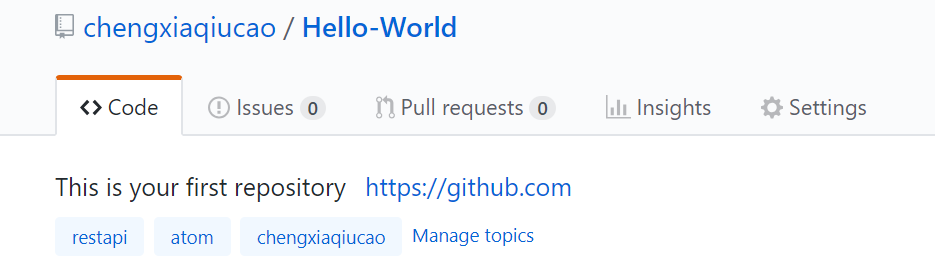 chengxiaqiucao / Hello-World
Code Issues 0 Pull requests 0 Insights Settings
This is your first repository https://github.com
restapi atom chengxiaqiucao Manage topics